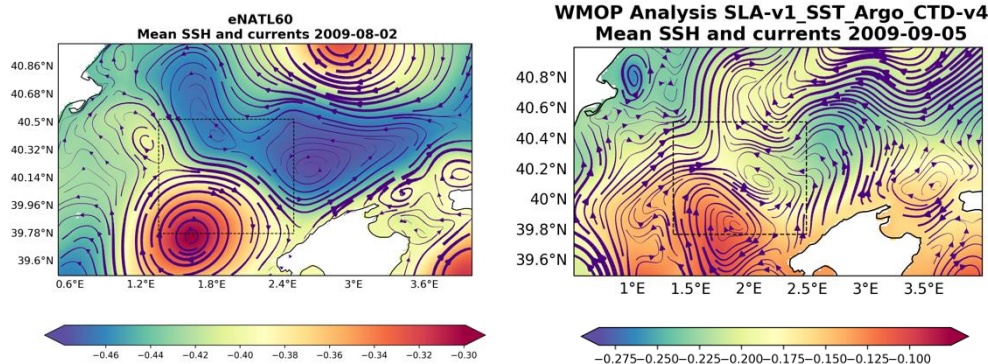 eNATL60
Mean SSH and currents 2009-08-02
40.86°N
40.68°N
40.5°N
40.32°N
40.14°N
39.96°N
39.78°N
39.6°N
0.6°E 1.2°E 1.8°E 2.4°E 3°E 3.6°E
−0.46 −0.44 −0.42 −0.40 −0.38 −0.36 −0.34 −0.32 −0.30
WMOP Analysis SLA-v1_SST_Argo_CTD-v4
Mean SSH and currents 2009-09-05
40.8°N
40.6°N
40.4°N
40.2°N
40°N
39.8°N
39.6°N
1°E 1.5°E 2°E 2.5°E 3°E 3.5°E
−0.275−0.250−0.225−0.200−0.175−0.150−0.125−0.100